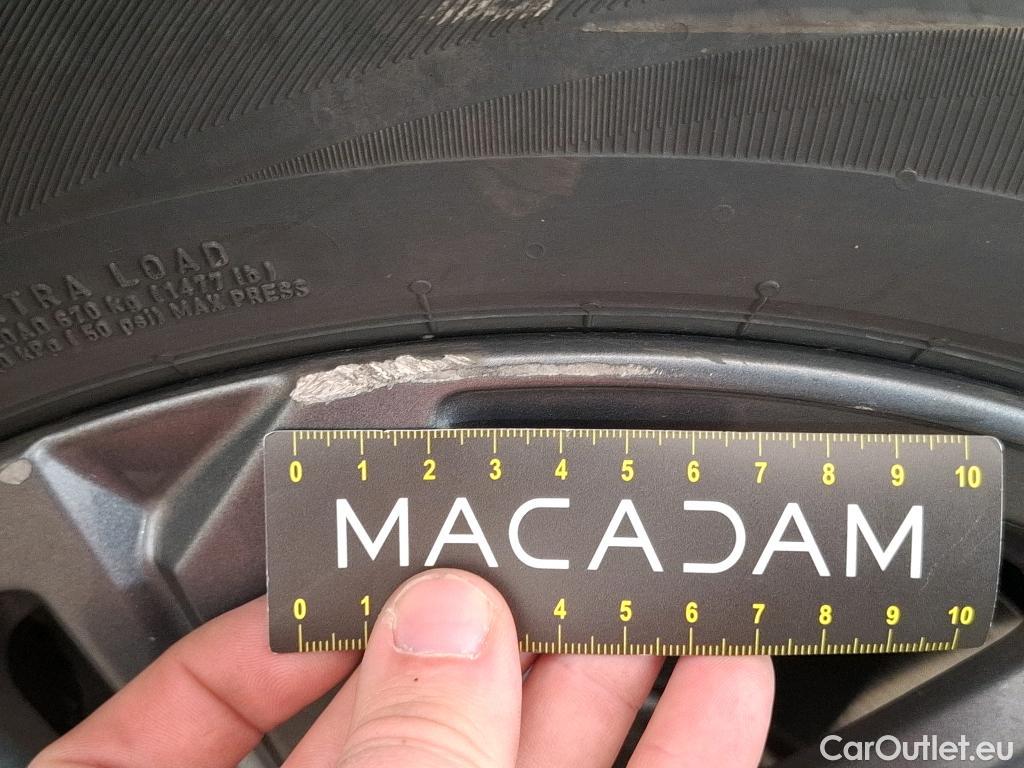 TRA LOAD
670 kg (1477 lb)
50 psi) MAX PRESS
0 1 2 3 4 5 6 7 8 9 10
MACADAM
0 1 4 5 6 7 8 9 10
CarOutlet.eu